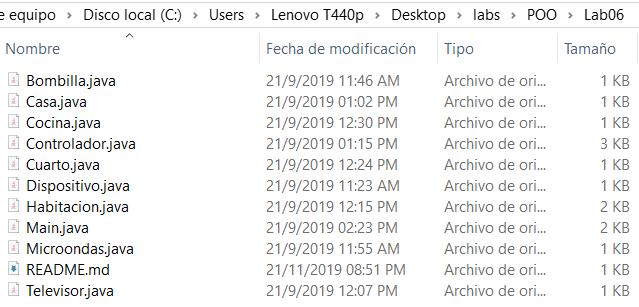 e equipo > Disco local (C:) > Users > Lenovo T440p > Desktop > labs > POO > Lab06
Nombre Fecha de modificación Tipo Tamaño
Bombilla.java 21/9/2019 11:46 AM Archivo de ori... 1 KB
Casa.java 21/9/2019 01:02 PM Archivo de ori... 1 KB
Cocina.java 21/9/2019 12:30 PM Archivo de ori... 1 KB
Controlador.java 21/9/2019 01:15 PM Archivo de ori... 3 KB
Cuarto.java 21/9/2019 12:24 PM Archivo de ori... 1 KB
Dispositivo.java 21/9/2019 11:23 AM Archivo de ori... 1 KB
Habitacion.java 21/9/2019 12:15 PM Archivo de ori... 2 KB
Main.java 21/9/2019 02:23 PM Archivo de ori... 2 KB
Microondas.java 21/9/2019 11:55 AM Archivo de ori... 1 KB
README.md 21/11/2019 08:51 PM Archivo de ori... 1 KB
Televisor.java 21/9/2019 12:07 PM Archivo de ori... 1 KB